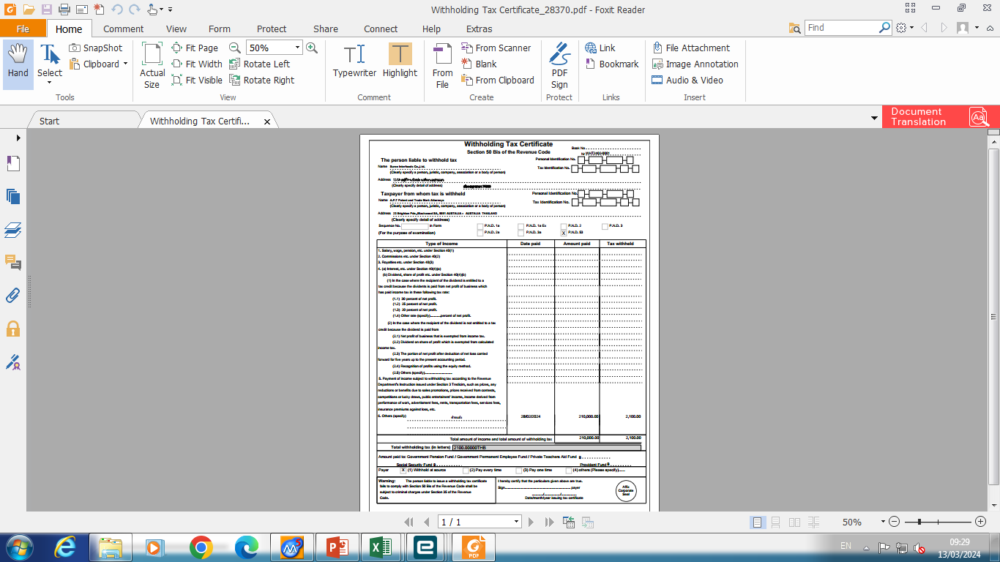 Withholding Tax Certificate_28370.pdf - Foxit Reader
File Home Comment View Form Protect Share Connect Help Extras Find
Hand
Select
SnapShot
Clipboard
Actual Size
Fit Page
Fit Width
Fit Visible
50%
Rotate Left
Rotate Right
Typewriter
Highlight
From File
From Scanner
Blank
From Clipboard
PDF Sign
Link
Bookmark
File Attachment
Image Annotation
Audio & Video
Tools View Comment Create Protect Links Insert
Start Withholding Tax Certifi... Document Translation
Withholding Tax Certificate
Section 50 Bis of the Revenue Code
Book No.
Nr
The person liable to withhold tax Personal Identification No.
Name Suree Interfoods Co.,Ltd. Tax Identification No.
(Clearly specify a person, juristic, company, association or a body of person)
Address
(Clearly specify detail of address)
Taxpayer from whom tax is withheld Personal Identification No.
Name A.P.T Patent and Trade Mark Attorneys Tax Identification No.
(Clearly specify a person, juristic, company, association or a body of person)
Address 22 Brighton Pde.,Blackwood SA, 5051 AUSTALIA AUSTALIA THAILAND
(Clearly specify detail of address)
Sequence No. in Form P.N.D. 1a P.N.D. 1a Ex P.N.D. 2 P.N.D. 3
(For the purpose of examination) P.N.D. 2a P.N.D. 3a X P.N.D. 53
Type of Income Date paid Amount paid Tax withheld
1. Salary, wage, pension, etc. under Section 40(1)
2. Commissions etc. under Section 40(2)
3. Royalties etc. under Section 40(3)
4. (a) Interest, etc. under Section 40(4)(a)
(b) Dividend, share of profit etc. under Section 40(4)(b)
(1) In the case where the recipient of the dividend is entitled to a
tax credit because the dividents is paid from net profit of business which
has paid income tax in these following tax rate:
(1.1) 30 percent of net profit.
(1.2) 25 percent of net profit.
(1.3) 20 percent of net profit.
(1.4) Other rate (specify)..........percent of net profit.
(2) In the case where the recipient of the dividend is not entitled to a tax
credit because the dividend is paid from
(2.1) Net profit of business that is exempted from income tax.
(2.2) Dividend on share of profit which is exempted from calculated
income tax.
(2.3) The portion of net profit after deduction of net loss carried
forward for five years up to the present accounting period.
(2.4) Recognition of profits using the equity method.
(2.5) Others (specify)
5. Payment of income subject to withholding tax according to the Revenue
Department's Instruction issued under Section 3 Tredicim, such as prizes, any
reductions or benefits due to sales promotions, prices received from contests,
competitions or lucky draws, public entertainers' income, income derived from
performance of work, advertisment fees, rents, transportation fees, services fees,
insurance premiums against loss, etc.
6. Others (specify) 28/02/2024 210,000.00 2,100.00
Total amount of income and total amount of withholding tax 210,000.00 2,100.00
Total withholding tax (in letters) 2100.00000THB
Amount paid to: Government Pension Fund / Government Permanent Employee Fund / Private Teachers Aid Fund
Social Security Fund Provident Fund
Payer X (1) Withhold at source (2) Pay every time (3) Pay one time (4) others (Please specify)......
Warning: The person liable to issue a withholding tax certificate
fails to comply with Section 50 Bis of the Revenue Code shall be
subject to criminal charges under Section 35 of the Revenue
Code.
I hereby certify that the particulars given above are true.
Sign payer
Date/month/year issuing tax certificate
Affix Corporate Seal
1 / 1 50%
EN 09:29
13/03/2024